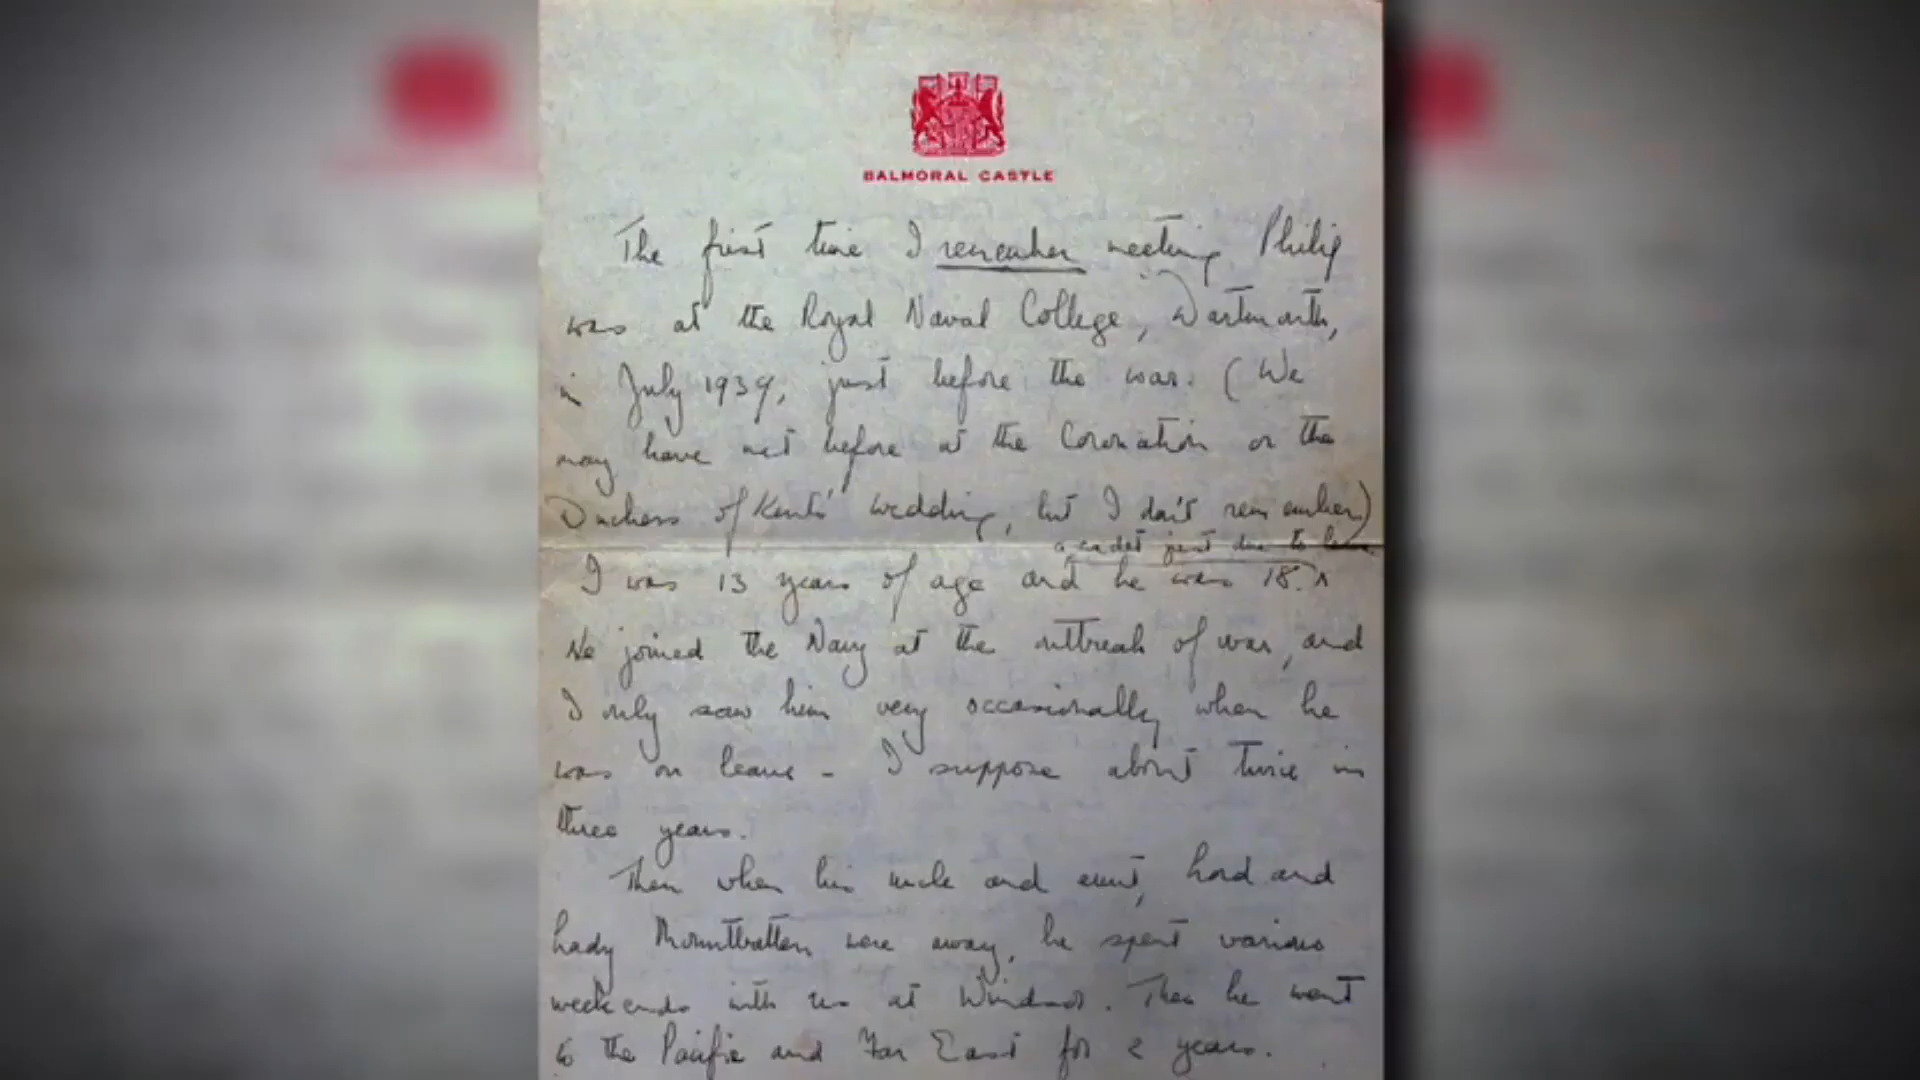 BALMORAL CASTLE
The first time I remember meeting Philip
was at the Royal Naval College, Dartmouth,
in July 1939, just before the war. (We
may have met before at the Coronation or the
Duchess of Kent's wedding, but I don't remember)
a cadet just due to leave
I was 13 years of age and he was 18.^
He joined the Navy at the outbreak of war, and
I only saw him very occasionally when he
was on leave - I suppose about twice in
three years.
Then when his uncle and aunt, Lord and
Lady Mountbatten were away, he spent various
weekends with us at Windsor. Then he went
to the Pacific and Far East for 2 years.